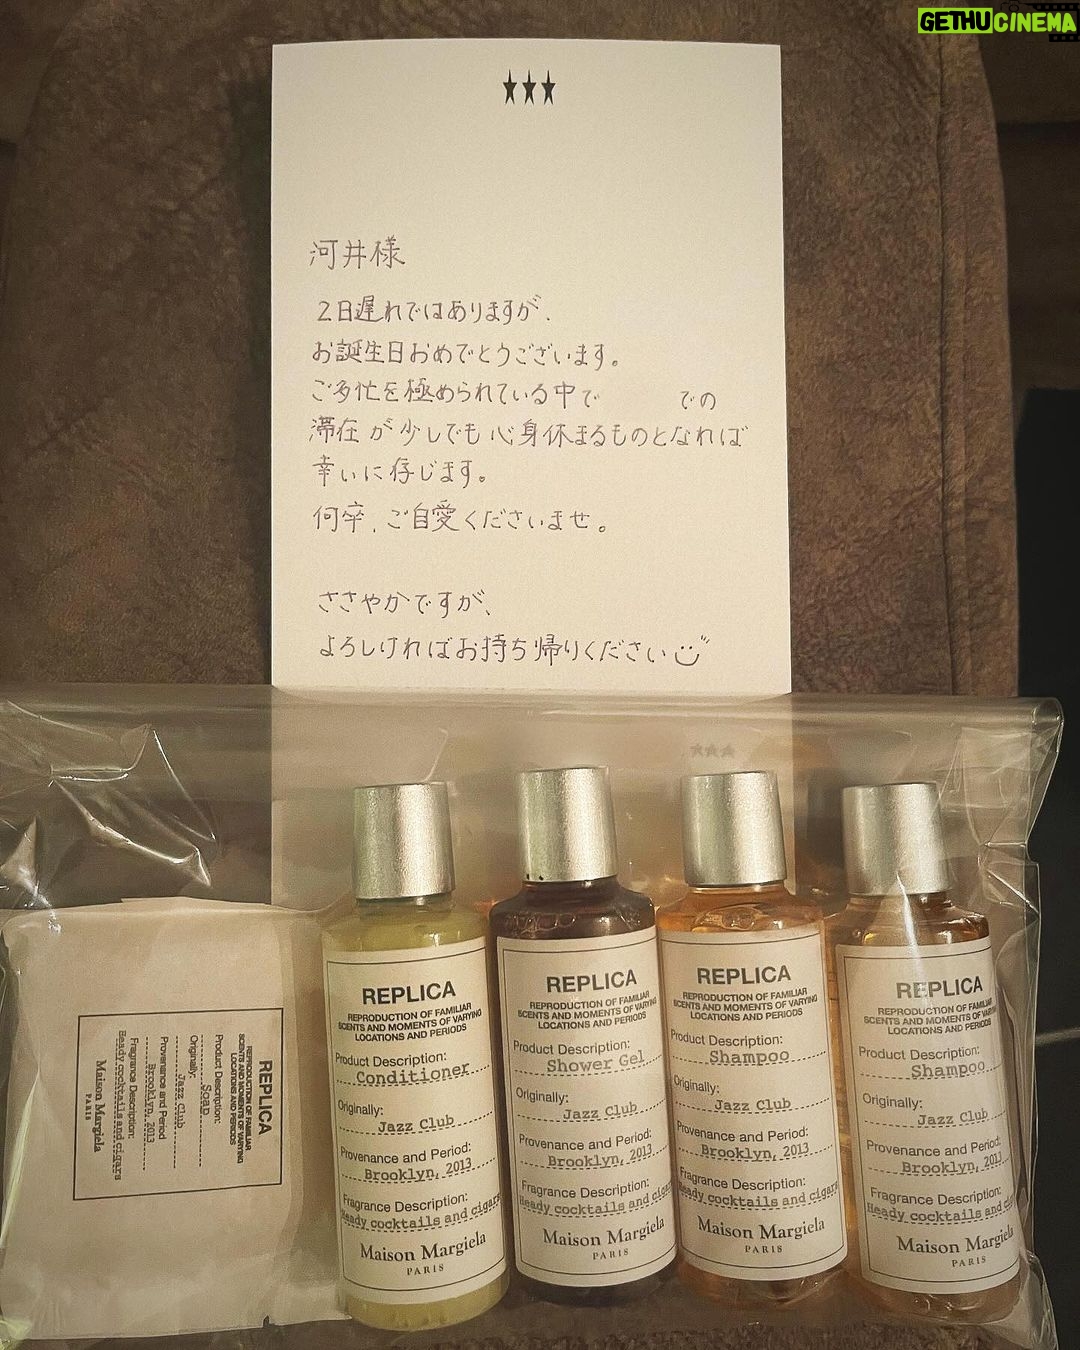 GETHUCINEMA
河井様
2日遅れではありますが、
お誕生日おめでとうございます。
ご多忙を極められている中で での
滞在が少しでも心身休まるものとなれば
幸いに存じます。
何卒、ご自愛くださいませ。
ささやかですが、
よろしければお持ち帰りください
REPLICA
REPRODUCTION OF FAMILIAR
SCENTS AND MOMENTS OF VARYING
LOCATIONS AND PERIODS
Product Description:
Soap
Originally:
Jazz Club
Provenance and Period
Brooklyn, 2013
Fragrance Description:
Heady cocktails and cigars
Maison Margiela
PARIS
REPLICA
REPRODUCTION OF FAMILIAR
SCENTS AND MOMENTS OF VARYING
LOCATIONS AND PERIODS
Product Description:
Conditioner
Originally:
Jazz Club
Provenance and Period:
Brooklyn, 2013
Fragrance Description:
Heady cocktails and cigars
Maison Margiela
PARIS
REPLICA
REPRODUCTION OF FAMILIAR
SCENTS AND MOMENTS OF VARYING
LOCATIONS AND PERIODS
Product Description:
Shower Gel
Originally:
Jazz Club
Provenance and Period:
Brooklyn, 2013
Fragrance Description:
Heady cocktails and cigars
Maison Margiela
PARIS
REPLICA
REPRODUCTION OF FAMILIAR
SCENTS AND MOMENTS OF VARYING
LOCATIONS AND PERIODS
Product Description:
Shampoo
Originally:
Jazz Club
Provenance and Period:
Brooklyn, 2013
Fragrance Description:
Heady cocktails and cigars
Maison Margiela
PARIS
REPLICA
REPRODUCTION OF FAMILIAR
SCENTS AND MOMENTS OF VARYING
LOCATIONS AND PERIODS
Product Description:
Shampoo
Originally:
Jazz Club
Provenance and Period:
Brooklyn, 2013
Fragrance Description:
Heady cocktails and cig
Maison Margiela
PARIS